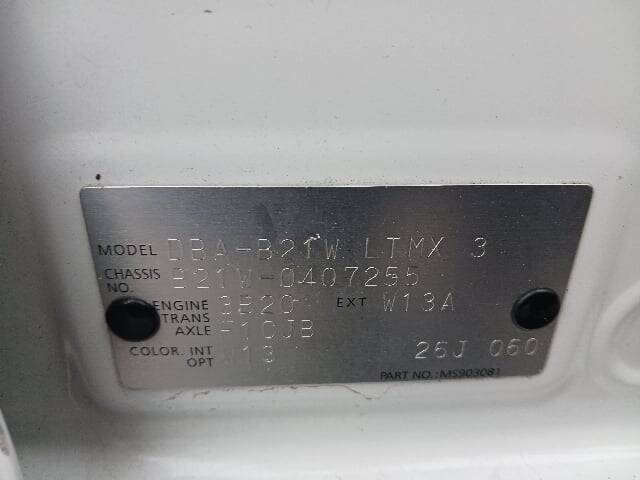 MODEL DBA-B21W LTMX 3
CHASSIS NO. B21W-0407255
ENGINE 3B20 EXT W13A
TRANS AXLE F1CJB
COLOR. INT 13
OPT 26J 060
PART NO.: MS903081